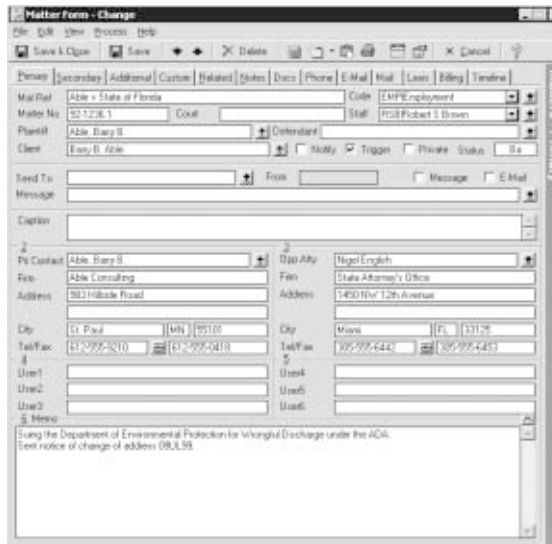 Matter Form - Change
File Edit View Process Help
Save & Close Save Delete Cancel
Primary Secondary Additional Custom Related Notes Docs Phone E-Mail Mail Laws Billing Timeline
Mat Ref Able v State of Florida Code EMP Employment
Matter No 92-1236.1 Court Staff RSB Robert S Brown
Plaintiff Able, Barry B. Defendant
Client Barry B. Able Notify Trigger Private Status
Send To From Message E-Mail
Message
Caption
2 3
Pri Contact Able, Barry B. Opp Atty Nigel English
Firm Able Consulting Firm State Attorney's Office
Address 983 Hillside Road Address 1450 NW 12th Avenue
City St. Paul MN 55101 City Miami FL 33125
Tel/Fax 612-555-8210 612-555-0418 Tel/Fax 305-555-6442 305-555-6453
4 5
User1 User4
User2 User5
User3 User6
6 Memo
Suing the Department of Environmental Protection for Wrongful Discharge under the ADA.
Sent notice of change of address 09JUL99.